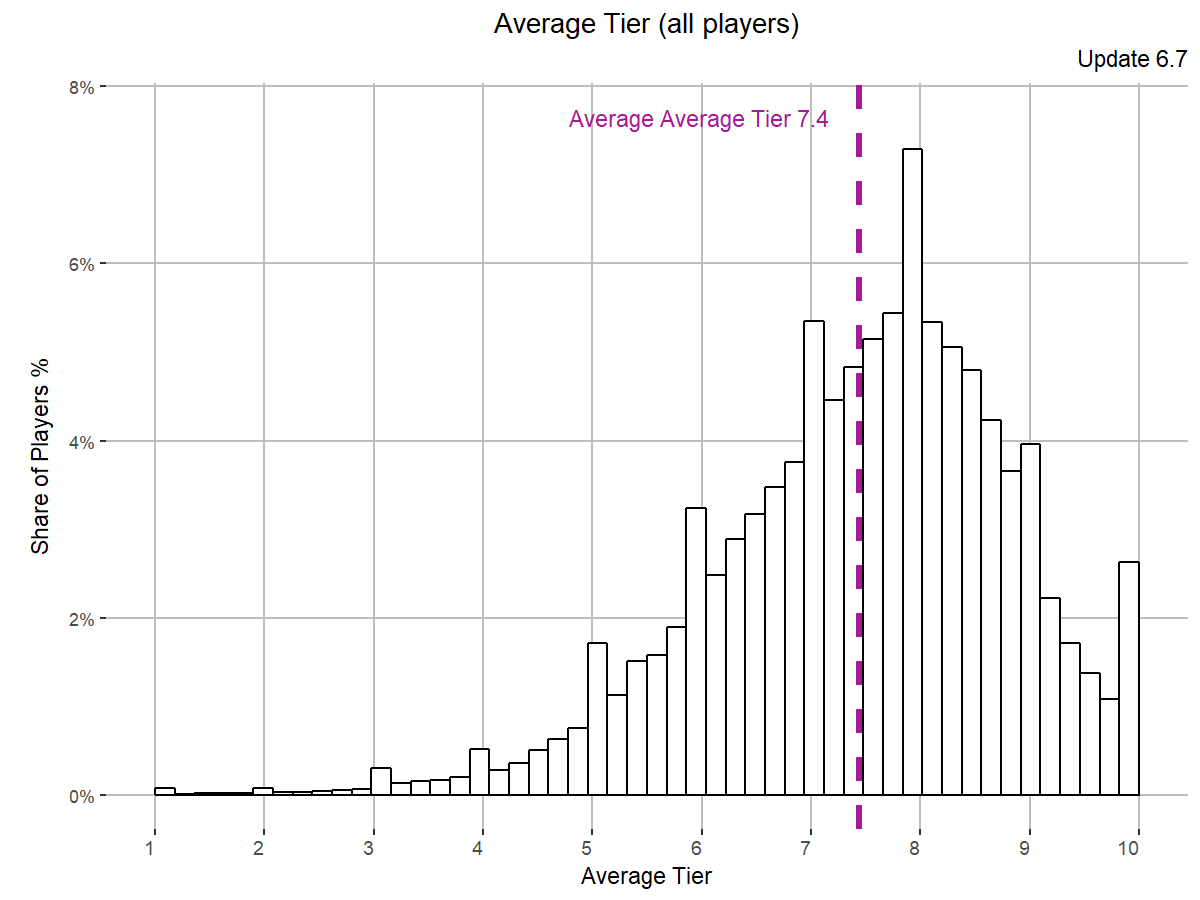 Average Tier (all players)
Update 6.7
8%
Average Average Tier 7.4
6%
4%
2%
0%
Share of Players %
1 2 3 4 5 6 7 8 9 10
Average Tier